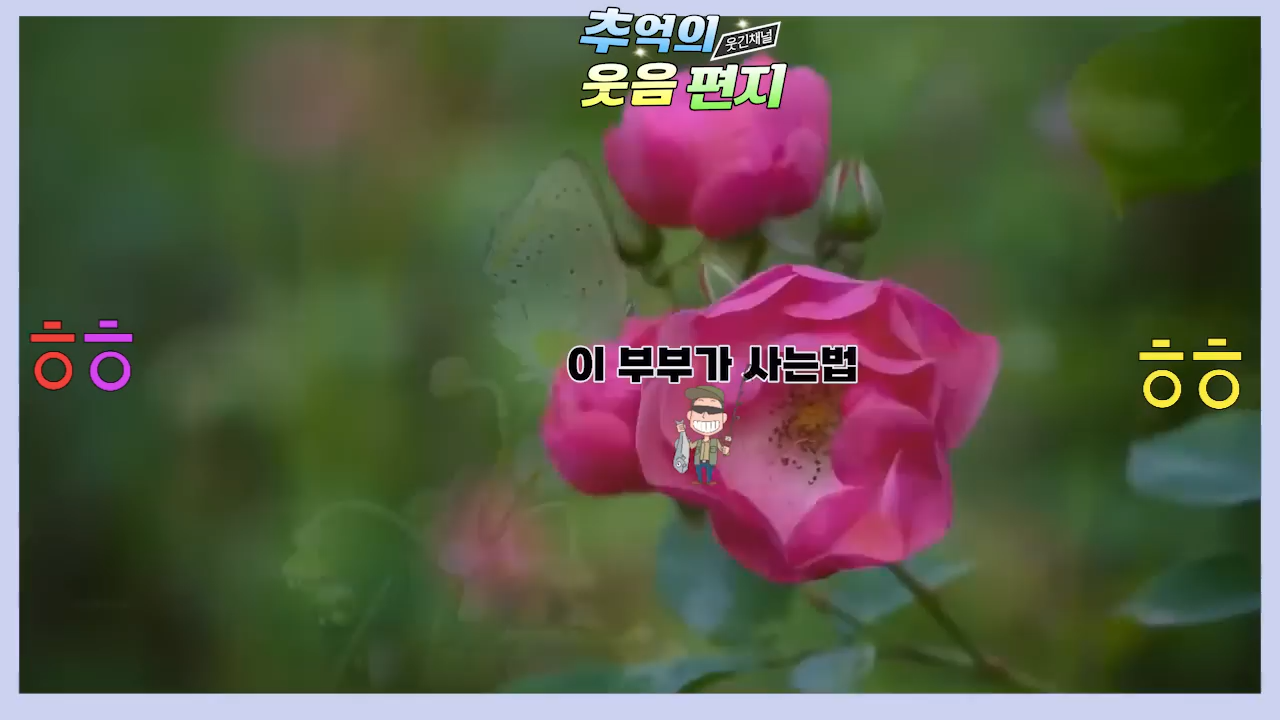 추억의
웃긴채널
웃음 편지
ㅎㅎ
이 부부가 사는법
ㅎㅎ